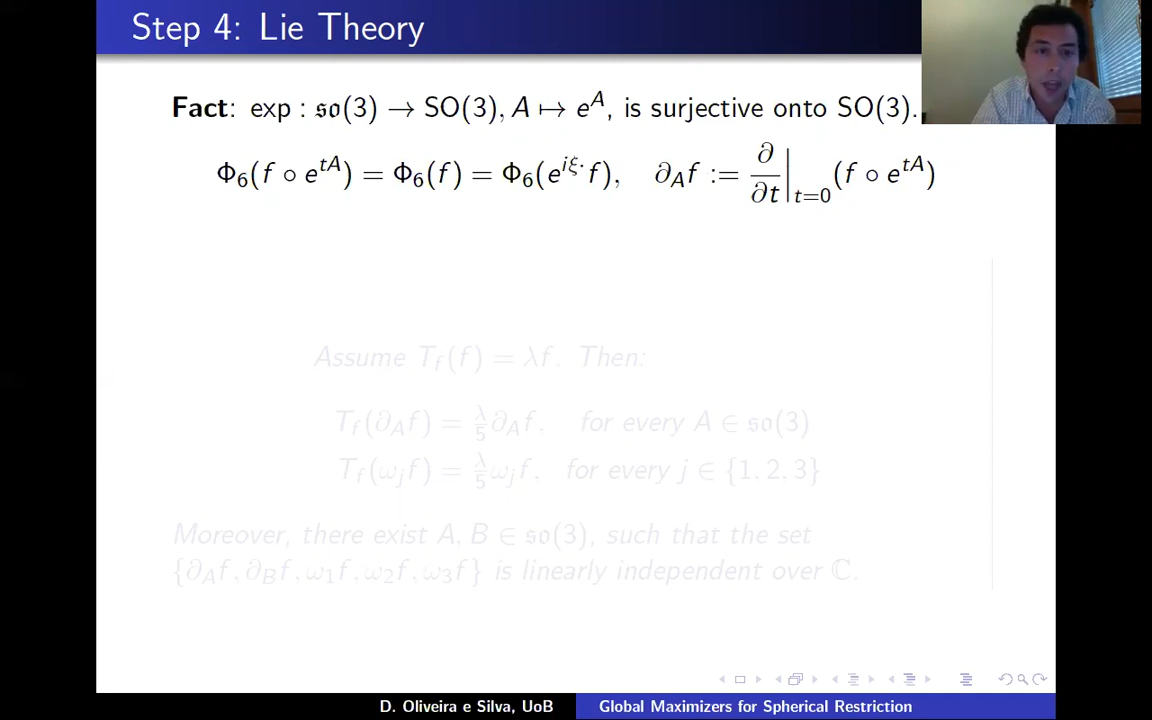 Step 4: Lie Theory
Fact: exp : 𝔰𝔬(3) → SO(3), A ↦ e^A, is surjective onto SO(3).
Φ₆(f ∘ e^{tA}) = Φ₆(f) = Φ₆(e^{iξ·} f), ∂_A f := ∂/∂t |_{t=0} (f ∘ e^{tA})
Assume T_f(f) = λf. Then:
T_f(∂_A f) = λ/5 ∂_A f, for every A ∈ 𝔰𝔬(3)
T_f(ω_j f) = λ/5 ω_j f, for every j ∈ {1, 2, 3}
Moreover, there exist A, B ∈ 𝔰𝔬(3), such that the set
{∂_A f, ∂_B f, ω₁f, ω₂f, ω₃f} is linearly independent over ℂ.
D. Oliveira e Silva, UoB Global Maximizers for Spherical Restriction